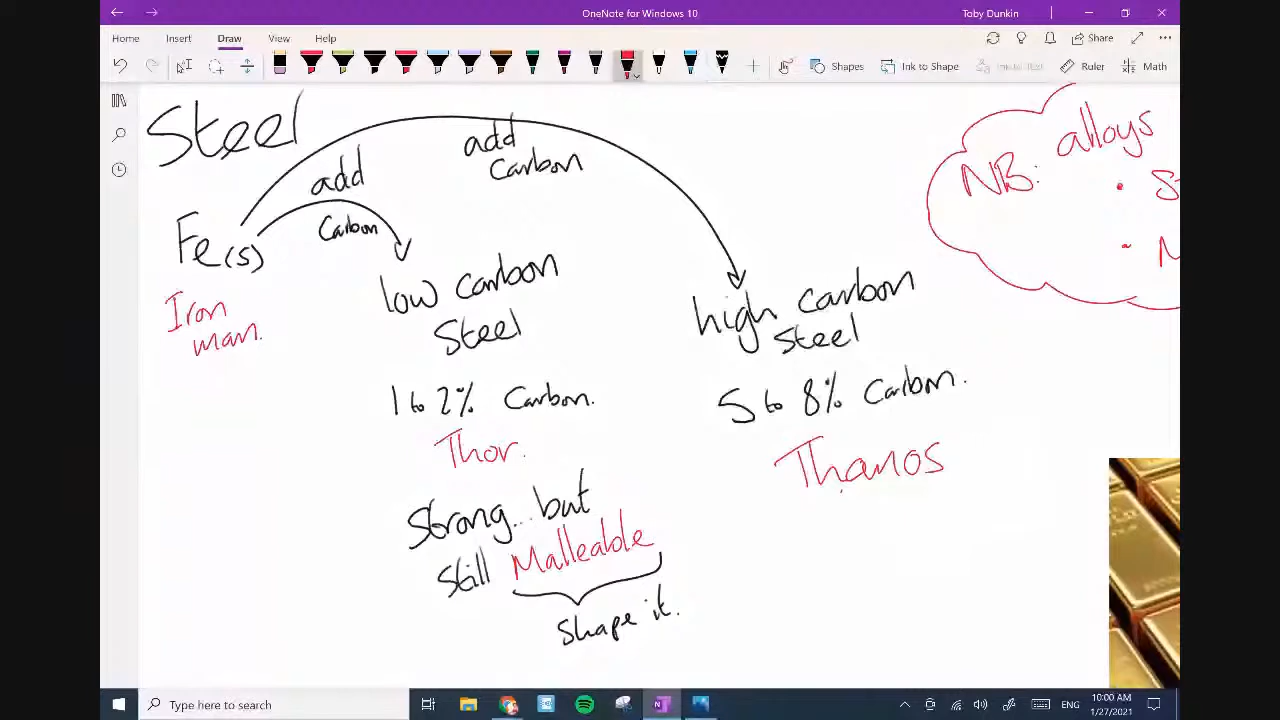 OneNote for Windows 10
Toby Dunkin
Home
Insert
Draw
View
Help
Share
Shapes
Ink to Shape
Ink to Text
Ruler
Math
Steel
add
Carbon
add
Carbon
Fe(s)
Iron
man.
low carbon
Steel
1 to 2% Carbon.
Thor.
Strong... but
still Malleable
Shape it.
high carbon
Steel
5 to 8% Carbon.
Thanos
NB: alloys
Type here to search
ENG
10:00 AM
1/27/2021